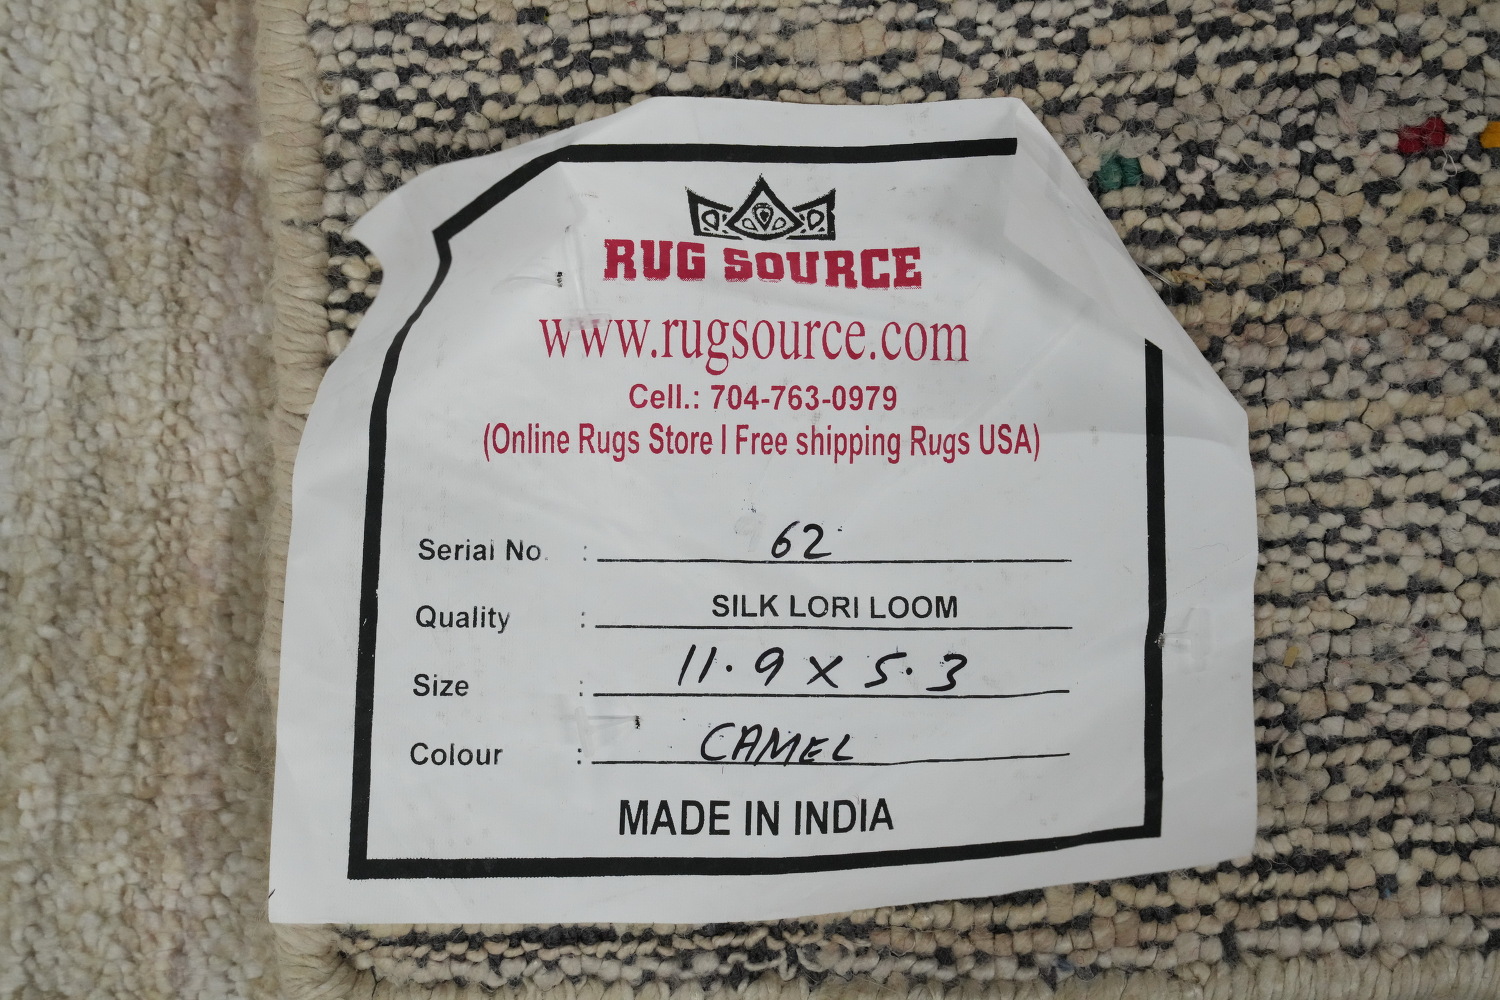 RUG SOURCE
www.rugsource.com
Cell.: 704-763-0979
(Online Rugs Store I Free shipping Rugs USA)
Serial No. : 62
Quality : SILK LORI LOOM
Size : 11.9 X 5.3
Colour : CAMEL
MADE IN INDIA